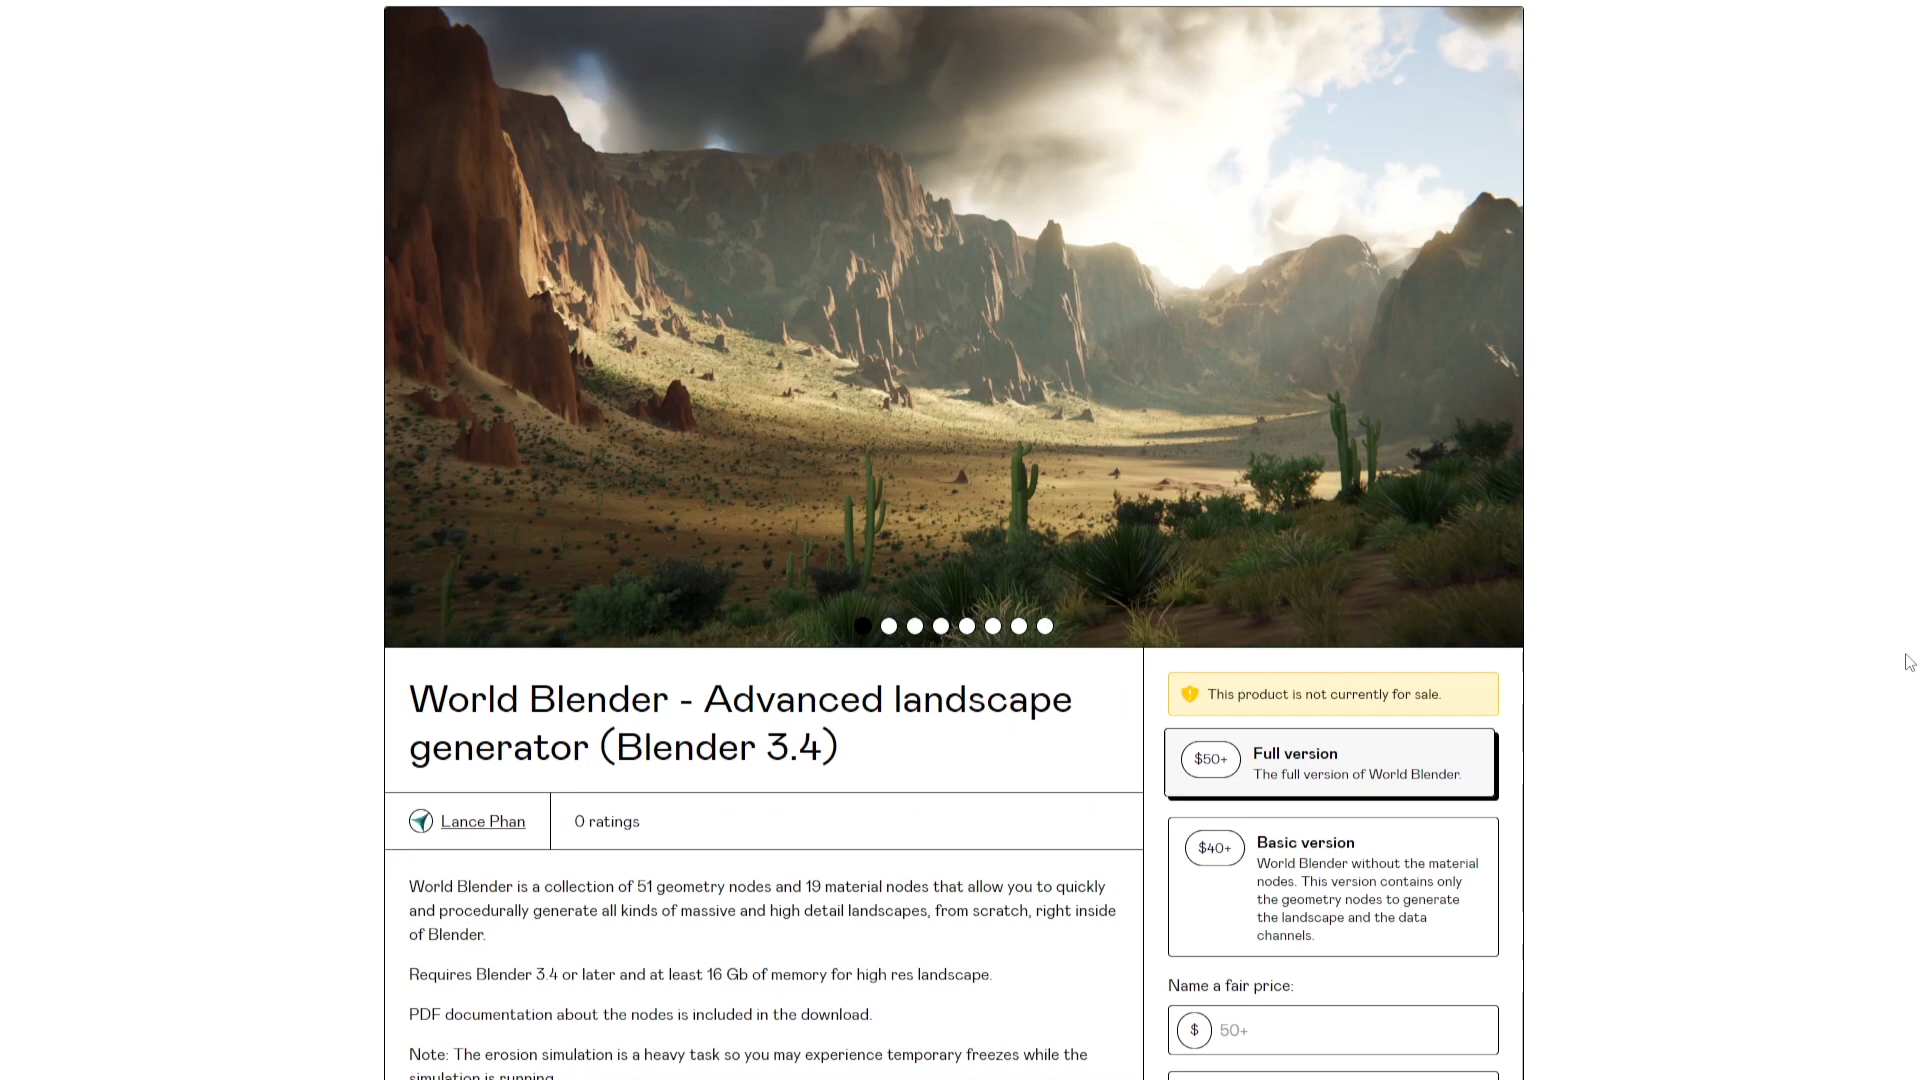 World Blender - Advanced landscape
generator (Blender 3.4)
Lance Phan
0 ratings
World Blender is a collection of 51 geometry nodes and 19 material nodes that allow you to quickly
and procedurally generate all kinds of massive and high detail landscapes, from scratch, right inside
of Blender.
Requires Blender 3.4 or later and at least 16 Gb of memory for high res landscape.
PDF documentation about the nodes is included in the download.
Note: The erosion simulation is a heavy task so you may experience temporary freezes while the
simulation is running.
This product is not currently for sale.
$50+
Full version
The full version of World Blender.
$40+
Basic version
World Blender without the material
nodes. This version contains only
the geometry nodes to generate
the landscape and the data
channels.
Name a fair price:
$ 50+